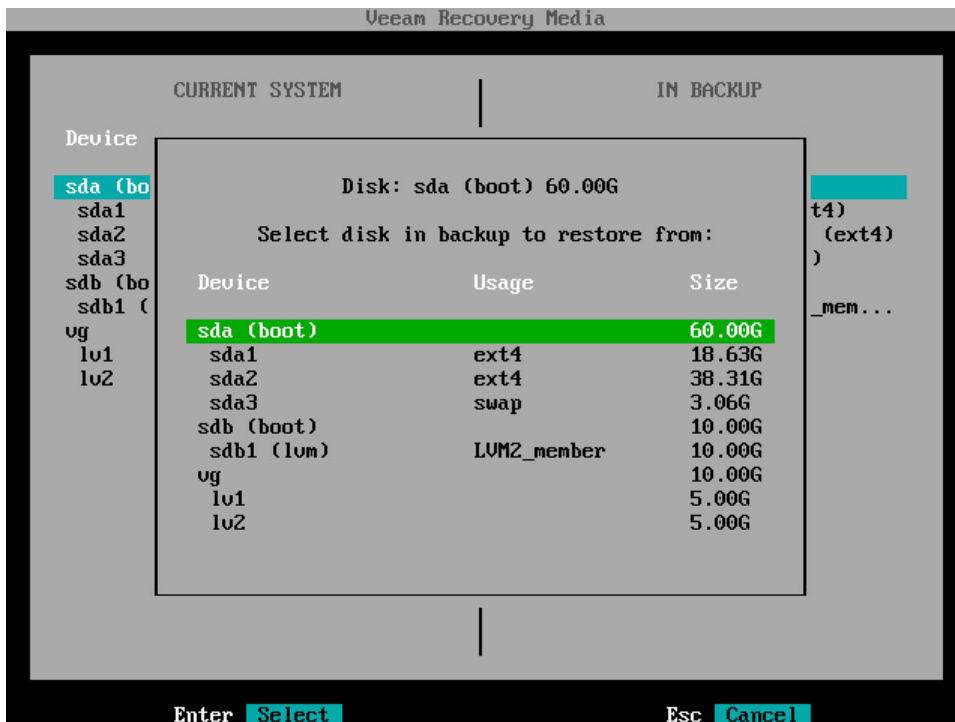 Veeam Recovery Media
CURRENT SYSTEM IN BACKUP
Device
Disk: sda (boot) 60.00G
sda (bo
sda1 t4)
sda2 Select disk in backup to restore from: (ext4)
sda3 )
sdb (bo Device Usage Size
sdb1 ( _mem...
vg sda (boot) 60.00G
lv1 sda1 ext4 18.63G
lv2 sda2 ext4 38.31G
sda3 swap 3.06G
sdb (boot) 10.00G
sdb1 (lvm) LVM2_member 10.00G
vg 10.00G
lv1 5.00G
lv2 5.00G
Enter Select Esc Cancel